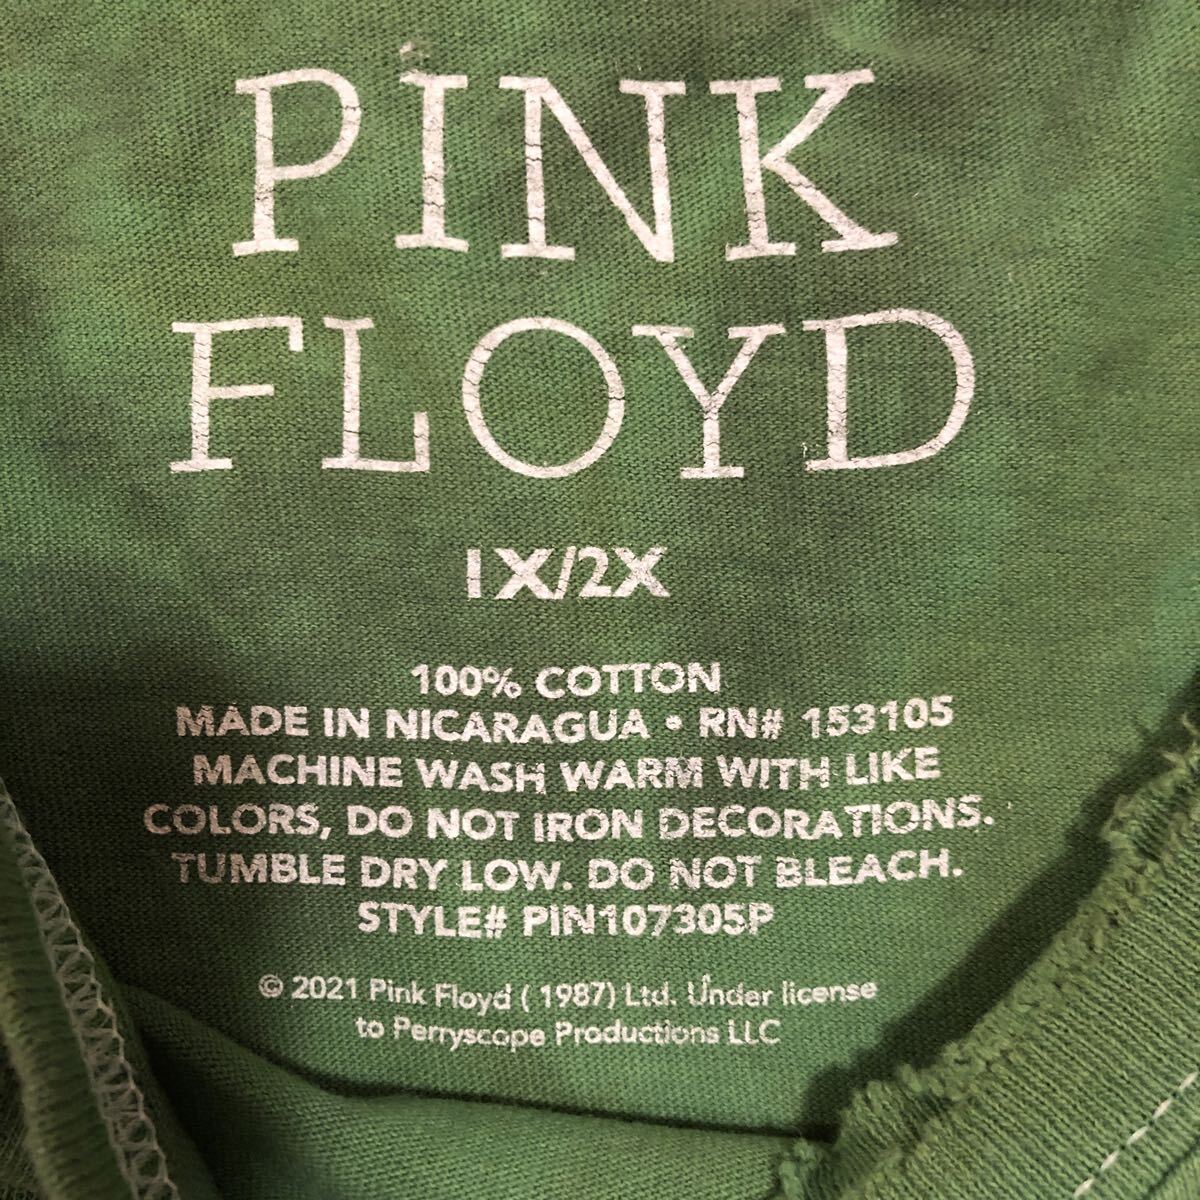 PINK
FLOYD
1X/2X
100% COTTON
MADE IN NICARAGUA • RN# 153105
MACHINE WASH WARM WITH LIKE
COLORS, DO NOT IRON DECORATIONS.
TUMBLE DRY LOW. DO NOT BLEACH.
STYLE# PIN107305P
© 2021 Pink Floyd ( 1987) Ltd. Under license
to Perryscope Productions LLC